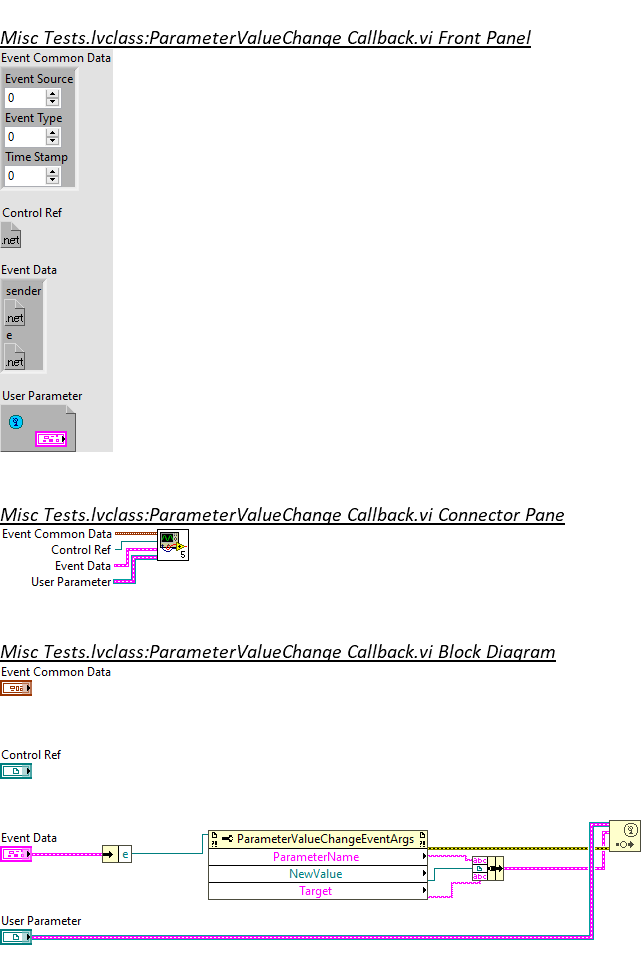 Misc Tests.lvclass:ParameterValueChange Callback.vi Front Panel
Event Common Data
Event Source
0
Event Type
0
Time Stamp
0
Control Ref
.net
Event Data
sender
.net
e
.net
User Parameter
Misc Tests.lvclass:ParameterValueChange Callback.vi Connector Pane
Event Common Data
Control Ref
Event Data
User Parameter
5
Misc Tests.lvclass:ParameterValueChange Callback.vi Block Diagram
Event Common Data
Control Ref
Event Data
e
ParameterValueChangeEventArgs
ParameterName
NewValue
Target
abc
abc
User Parameter